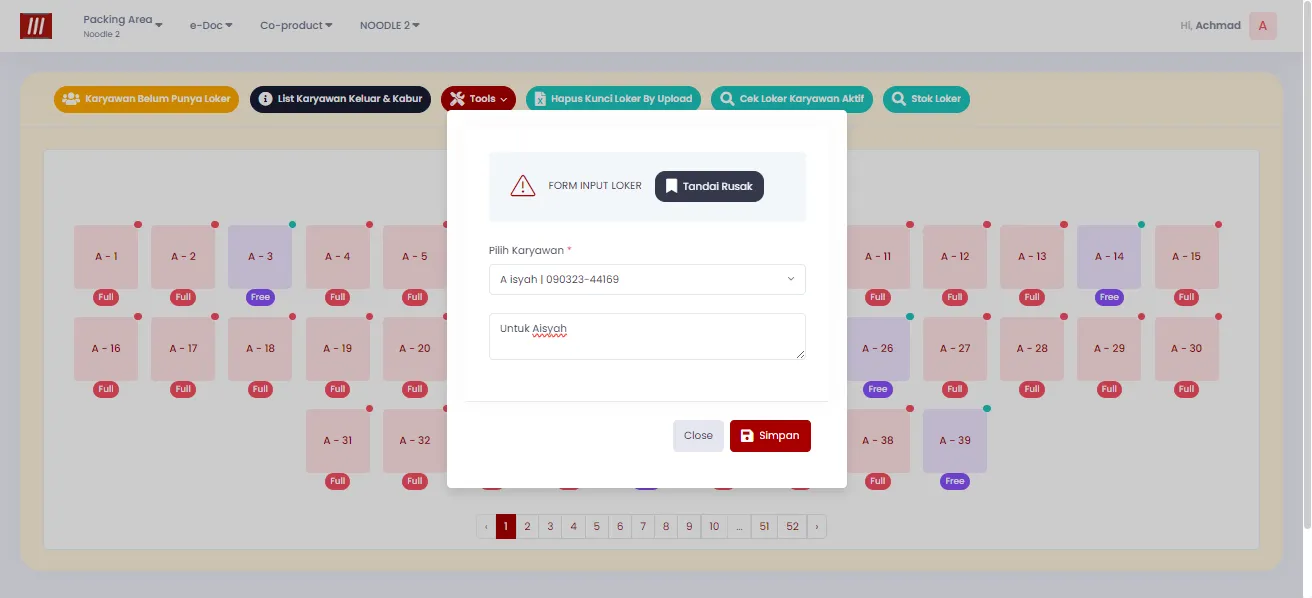 Packing Area
Noodle 2
e-Doc
Co-product
NOODLE 2
Hi, Achmad
A
Karyawan Belum Punya Loker
List Karyawan Keluar & Kabur
Tools
Hapus Kunci Loker By Upload
Cek Loker Karyawan Aktif
Stok Loker
FORM INPUT LOKER
Tandai Rusak
Pilih Karyawan *
A isyah | 090323-44169
Untuk Aisyah
Close
Simpan
A - 1
A - 2
A - 3
A - 4
A - 5
A - 11
A - 12
A - 13
A - 14
A - 15
Full
Full
Free
Full
Full
Full
Full
Full
Free
Full
A - 16
A - 17
A - 18
A - 19
A - 20
A - 26
A - 27
A - 28
A - 29
A - 30
Full
Full
Full
Full
Full
Free
Full
Full
Full
Full
A - 31
A - 32
A - 38
A - 39
Full
Full
Full
Free
‹ 1 2 3 4 5 6 7 8 9 10 ... 51 52 ›